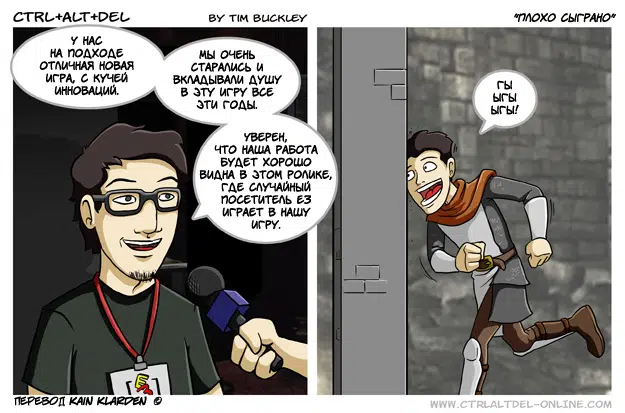 CTRL+ALT+DEL
BY TIM BUCKLEY
"ПЛОХО СЫГРАНО"
У НАС
НА ПОДХОДЕ
ОТЛИЧНАЯ НОВАЯ
ИГРА, С КУЧЕЙ
ИННОВАЦИЙ.
МЫ ОЧЕНЬ
СТАРАЛИСЬ И
ВКЛАДЫВАЛИ ДУШУ
В ЭТУ ИГРУ ВСЕ
ЭТИ ГОДЫ.
УВЕРЕН,
ЧТО НАША РАБОТА
БУДЕТ ХОРОШО
ВИДНА В ЭТОМ РОЛИКЕ,
ГДЕ СЛУЧАЙНЫЙ
ПОСЕТИТЕЛЬ E3
ИГРАЕТ В НАШУ
ИГРУ.
ГЫ
ЫГЫ
ЫГЫ!
E3
ПЕРЕВОД KAIN KLARDEN ©
WWW.CTRLALTDEL-ONLINE.COM